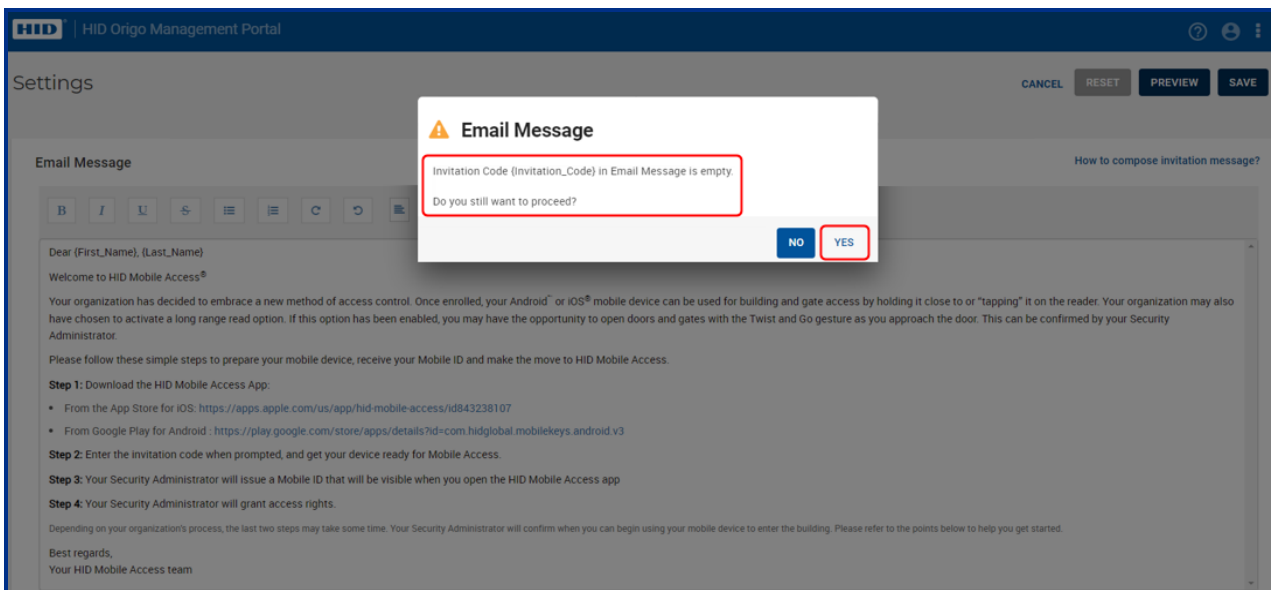 HID | HID Origo Management Portal
Settings
CANCEL RESET PREVIEW SAVE
Email Message
Invitation Code {Invitation_Code} in Email Message is empty.
Do you still want to proceed?
NO YES
Email Message
How to compose invitation message?
B I U S
Dear {First_Name}, {Last_Name}
Welcome to HID Mobile Access®
Your organization has decided to embrace a new method of access control. Once enrolled, your Android™ or iOS® mobile device can be used for building and gate access by holding it close to or “tapping” it on the reader. Your organization may also
have chosen to activate a long range read option. If this option has been enabled, you may have the opportunity to open doors and gates with the Twist and Go gesture as you approach the door. This can be confirmed by your Security
Administrator.
Please follow these simple steps to prepare your mobile device, receive your Mobile ID and make the move to HID Mobile Access.
Step 1: Download the HID Mobile Access App:
• From the App Store for iOS: https://apps.apple.com/us/app/hid-mobile-access/id843238107
• From Google Play for Android : https://play.google.com/store/apps/details?id=com.hidglobal.mobilekeys.android.v3
Step 2: Enter the invitation code when prompted, and get your device ready for Mobile Access.
Step 3: Your Security Administrator will issue a Mobile ID that will be visible when you open the HID Mobile Access app
Step 4: Your Security Administrator will grant access rights.
Depending on your organization's process, the last two steps may take some time. Your Security Administrator will confirm when you can begin using your mobile device to enter the building. Please refer to the points below to help you get started.
Best regards,
Your HID Mobile Access team